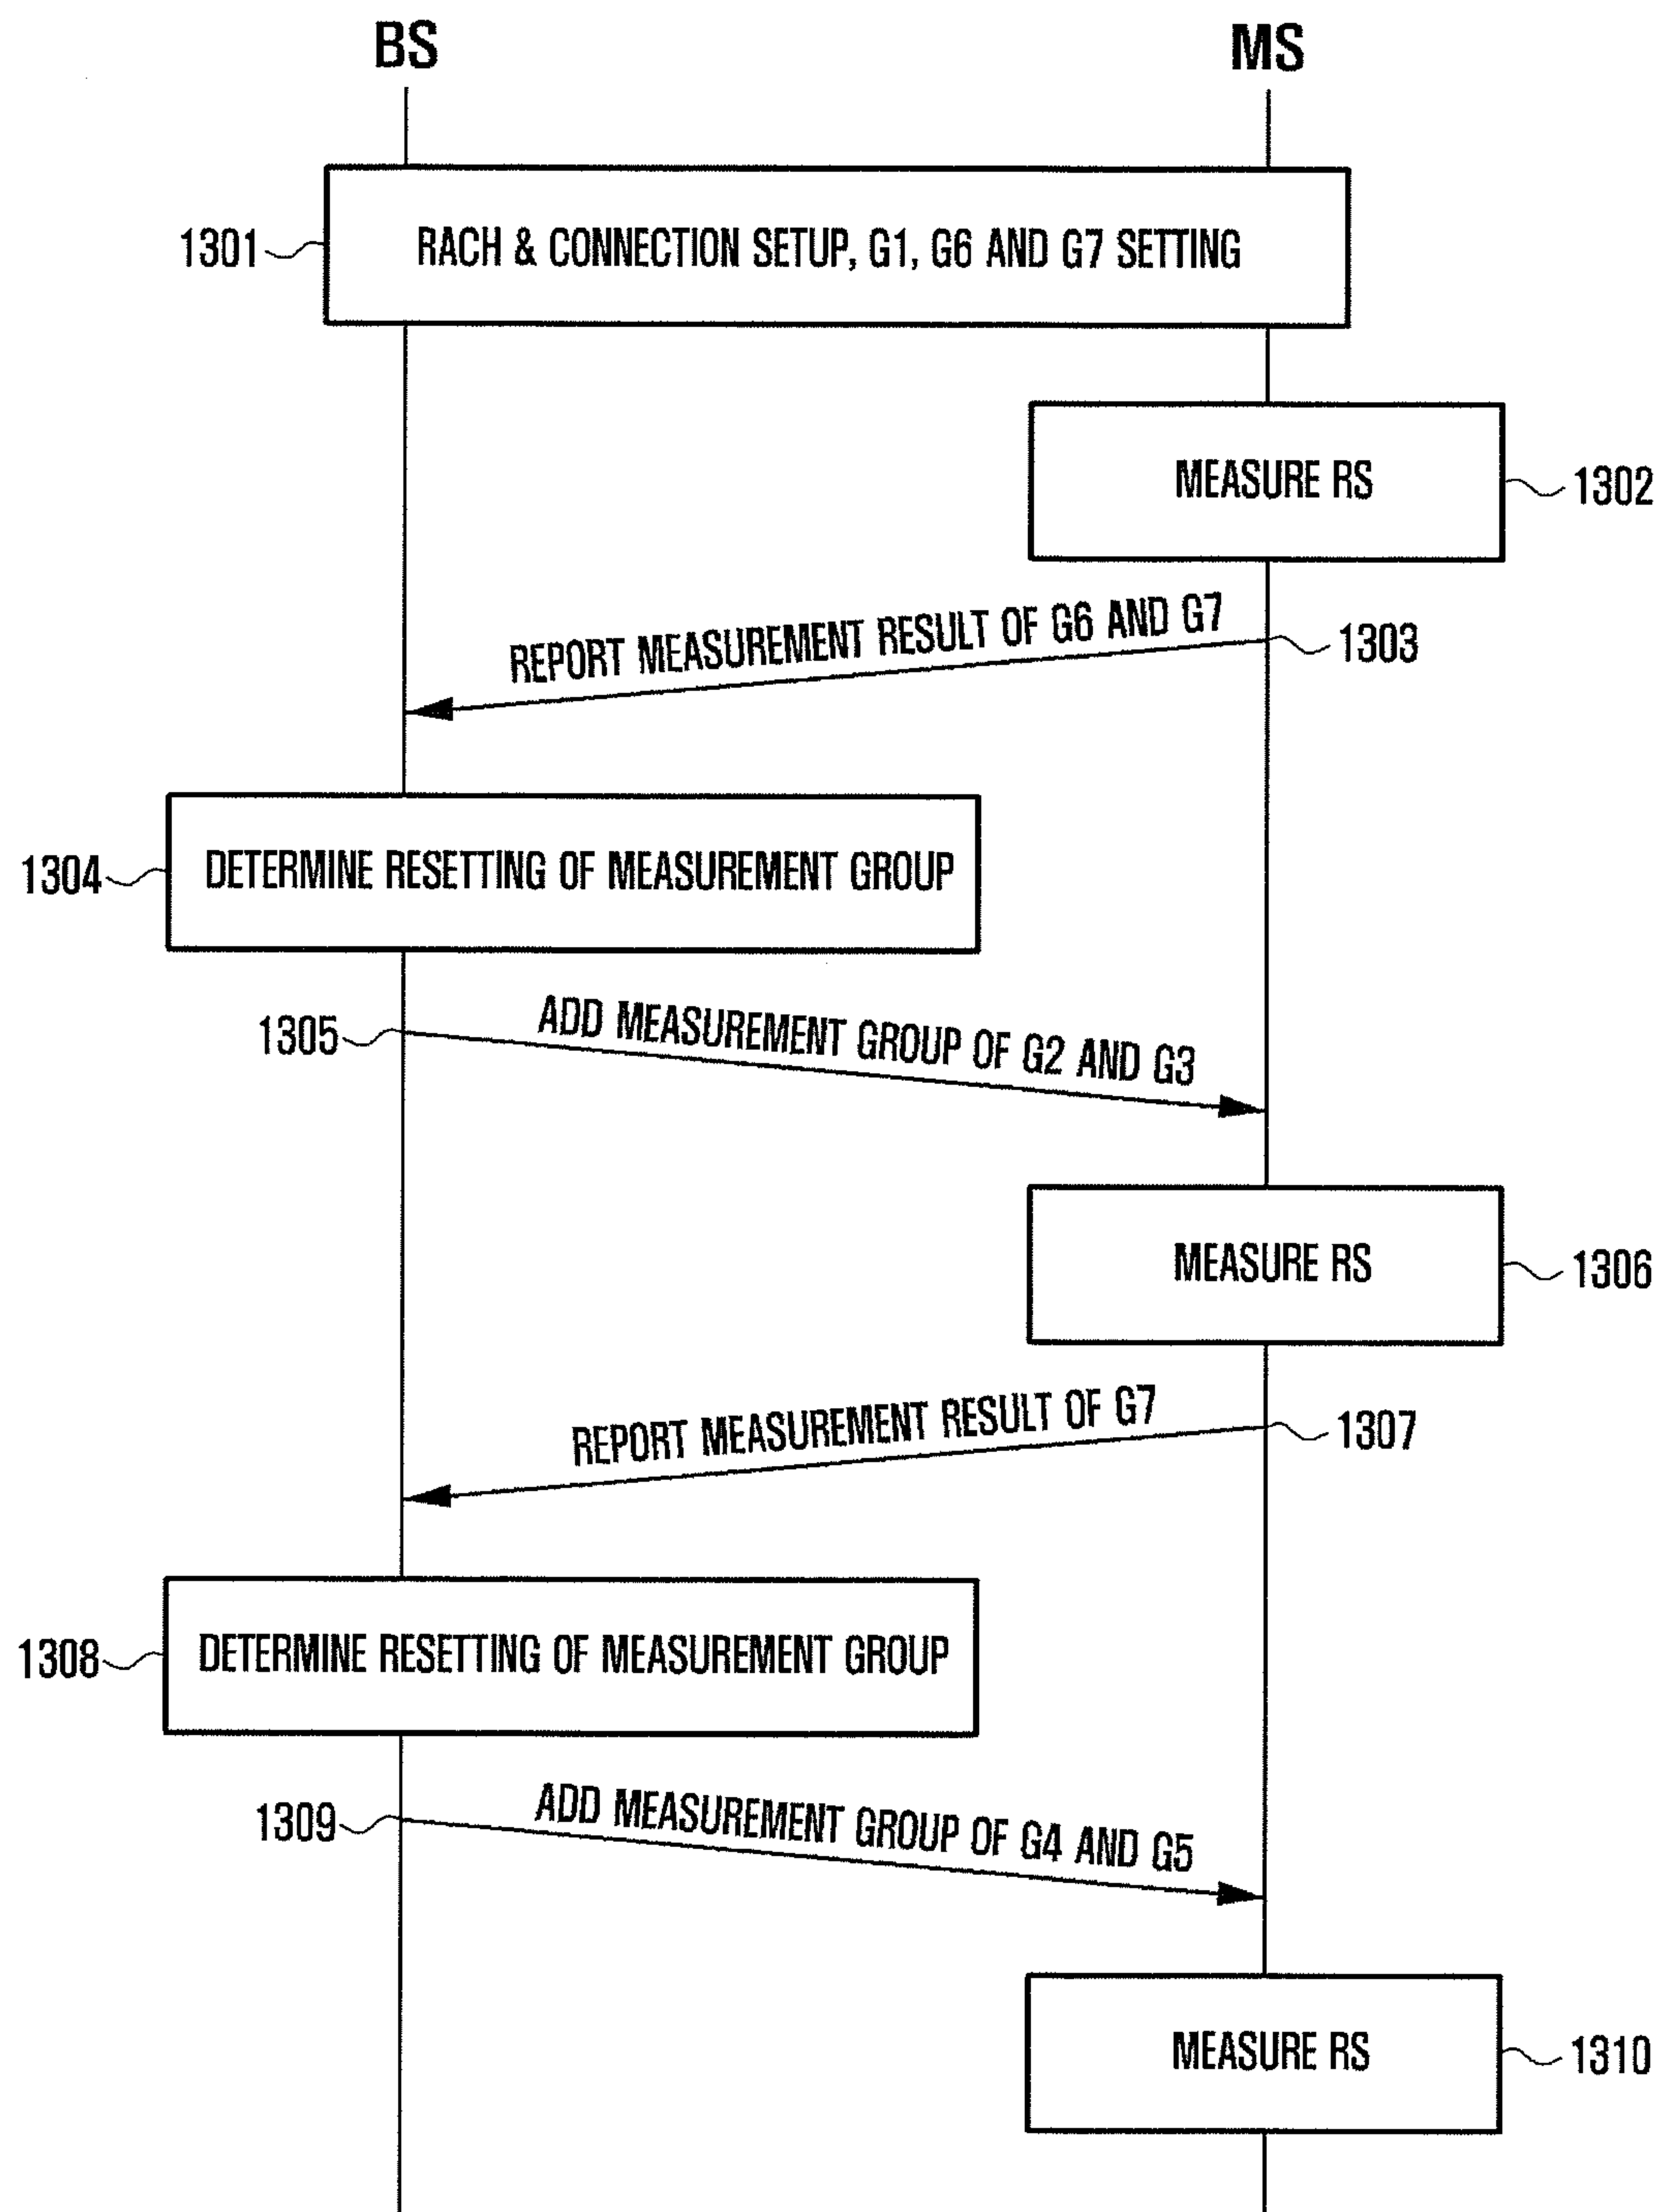 BS
MS
1301
RACH & CONNECTION SETUP, G1, G6 AND G7 SETTING
MEASURE RS
1302
REPORT MEASUREMENT RESULT OF G6 AND G7
1303
1304
DETERMINE RESETTING OF MEASUREMENT GROUP
1305
ADD MEASUREMENT GROUP OF G2 AND G3
MEASURE RS
1306
REPORT MEASUREMENT RESULT OF G7
1307
1308
DETERMINE RESETTING OF MEASUREMENT GROUP
1309
ADD MEASUREMENT GROUP OF G4 AND G5
MEASURE RS
1310